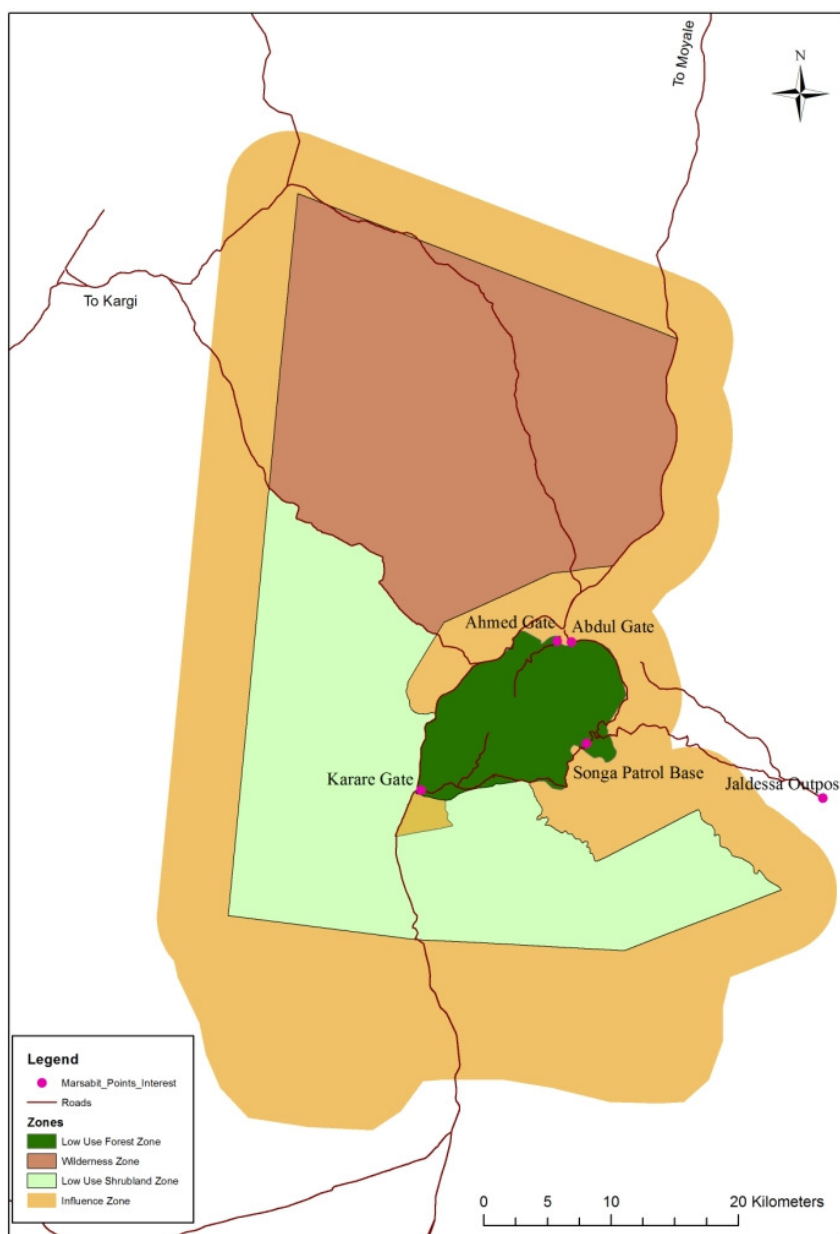 To Moyale
N
To Kargi
Ahmed Gate
Abdul Gate
Karare Gate
Songa Patrol Base
Jaldessa Outpos
Legend
Marsabit_Points_Interest
Roads
Zones
Low Use Forest Zone
Wilderness Zone
Low Use Shrubland Zone
Influence Zone
0 5 10 20 Kilometers